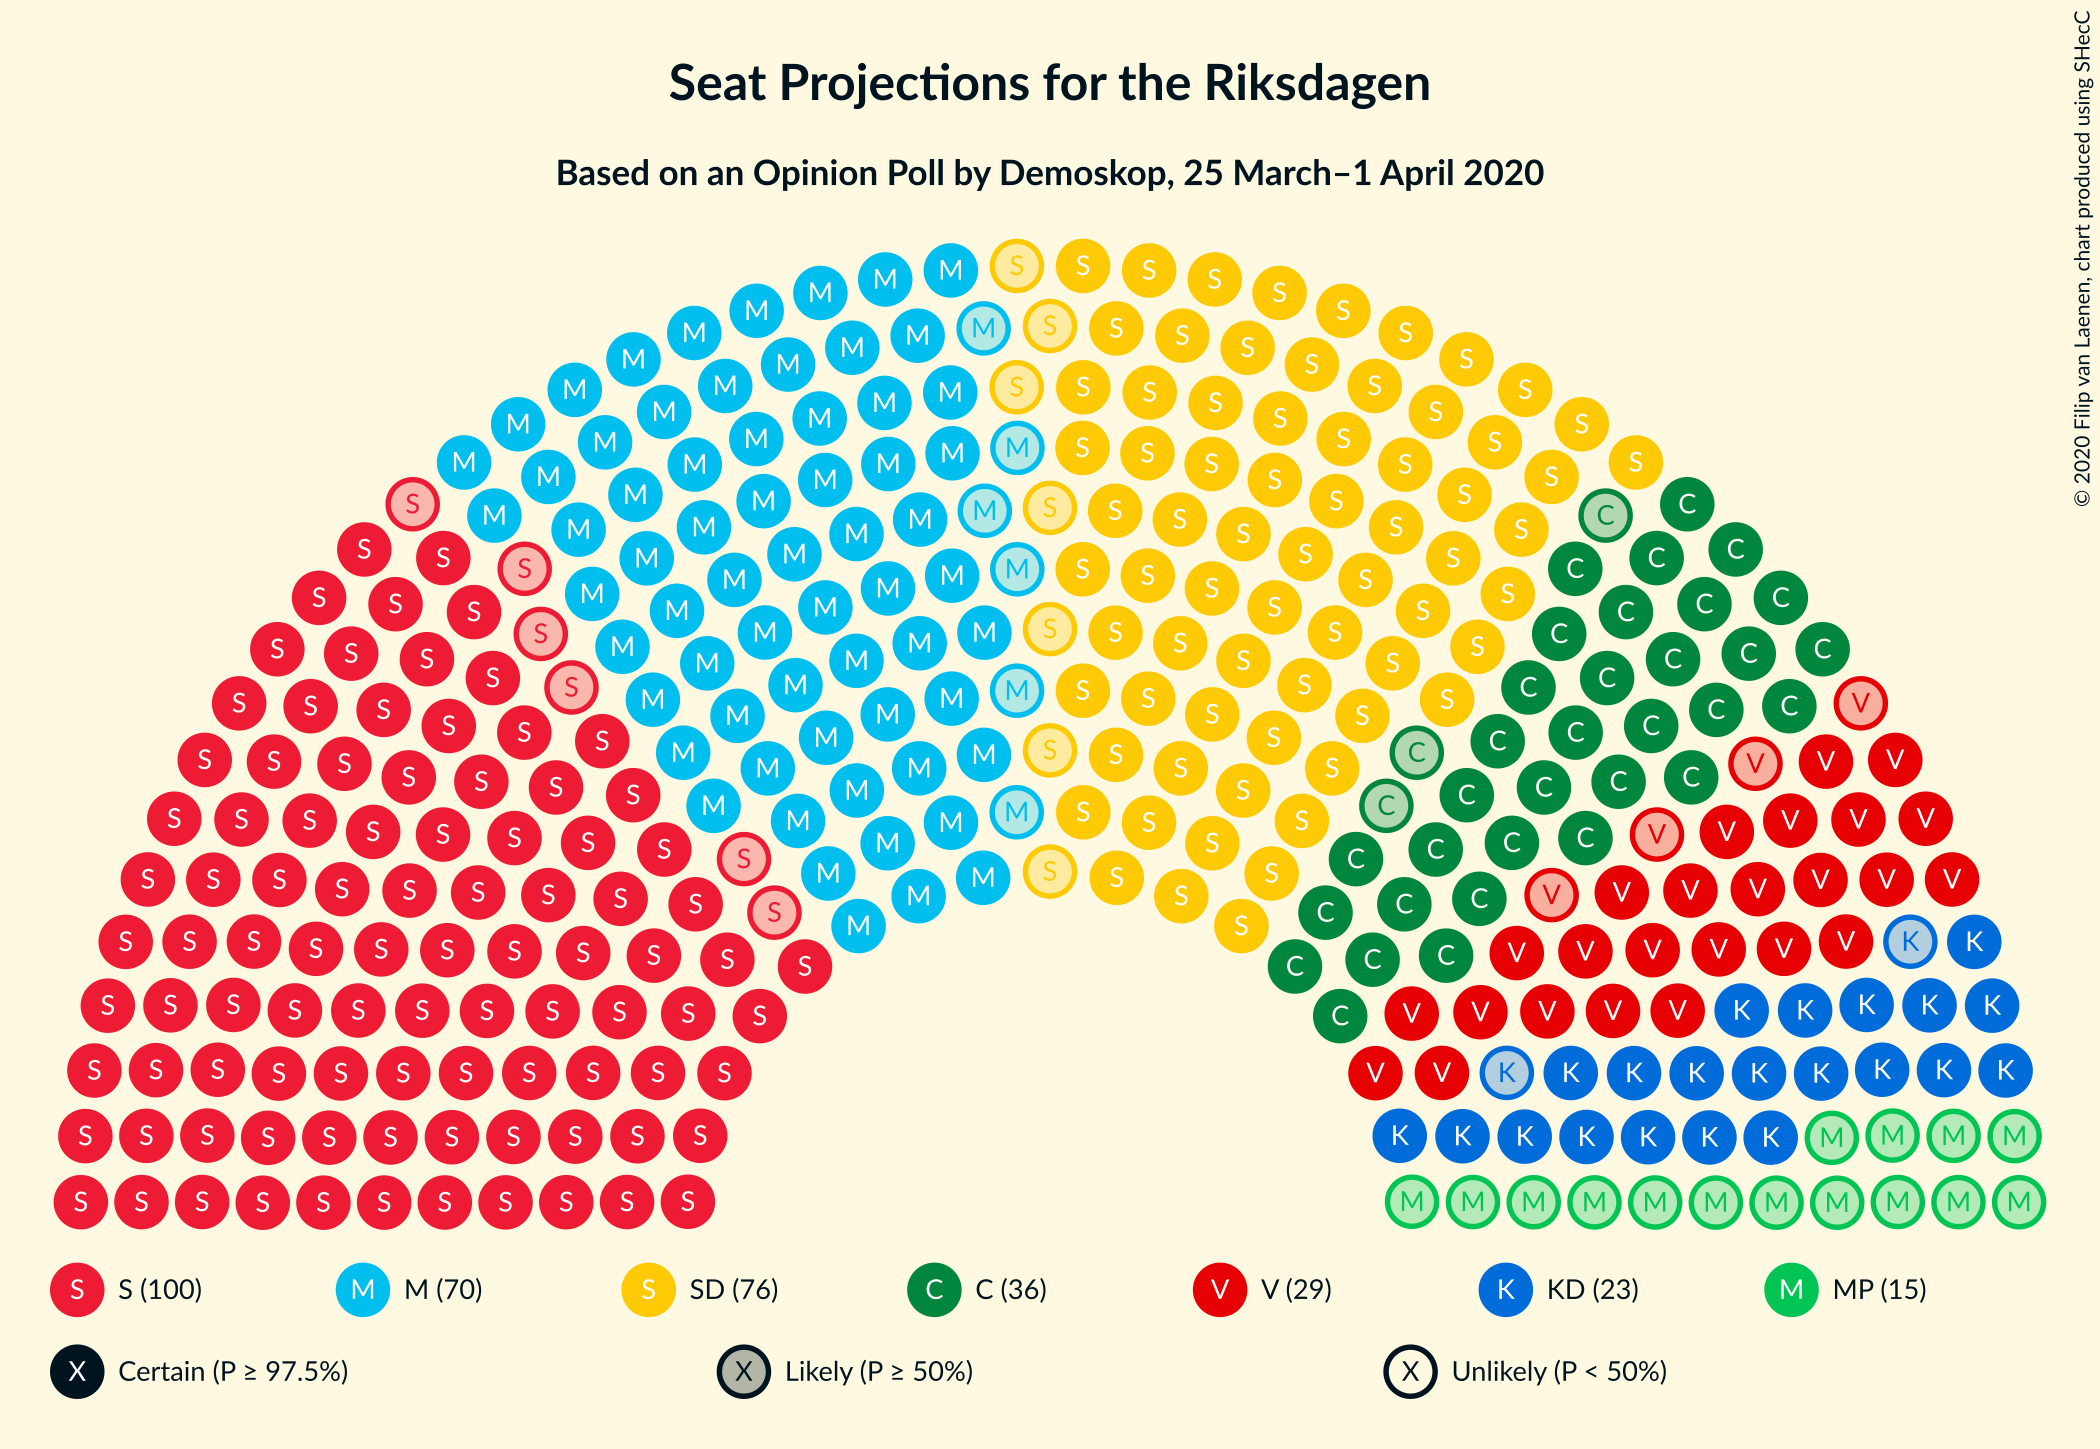 Seat Projections for the Riksdagen
Based on an Opinion Poll by Demoskop, 25 March–1 April 2020
© 2020 Filip van Laenen, chart produced using SHecC
S S (100) M M (70) S SD (76) C C (36) V V (29) K KD (23) M MP (15)
X Certain (P ≥ 97.5%) X Likely (P ≥ 50%) X Unlikely (P < 50%)